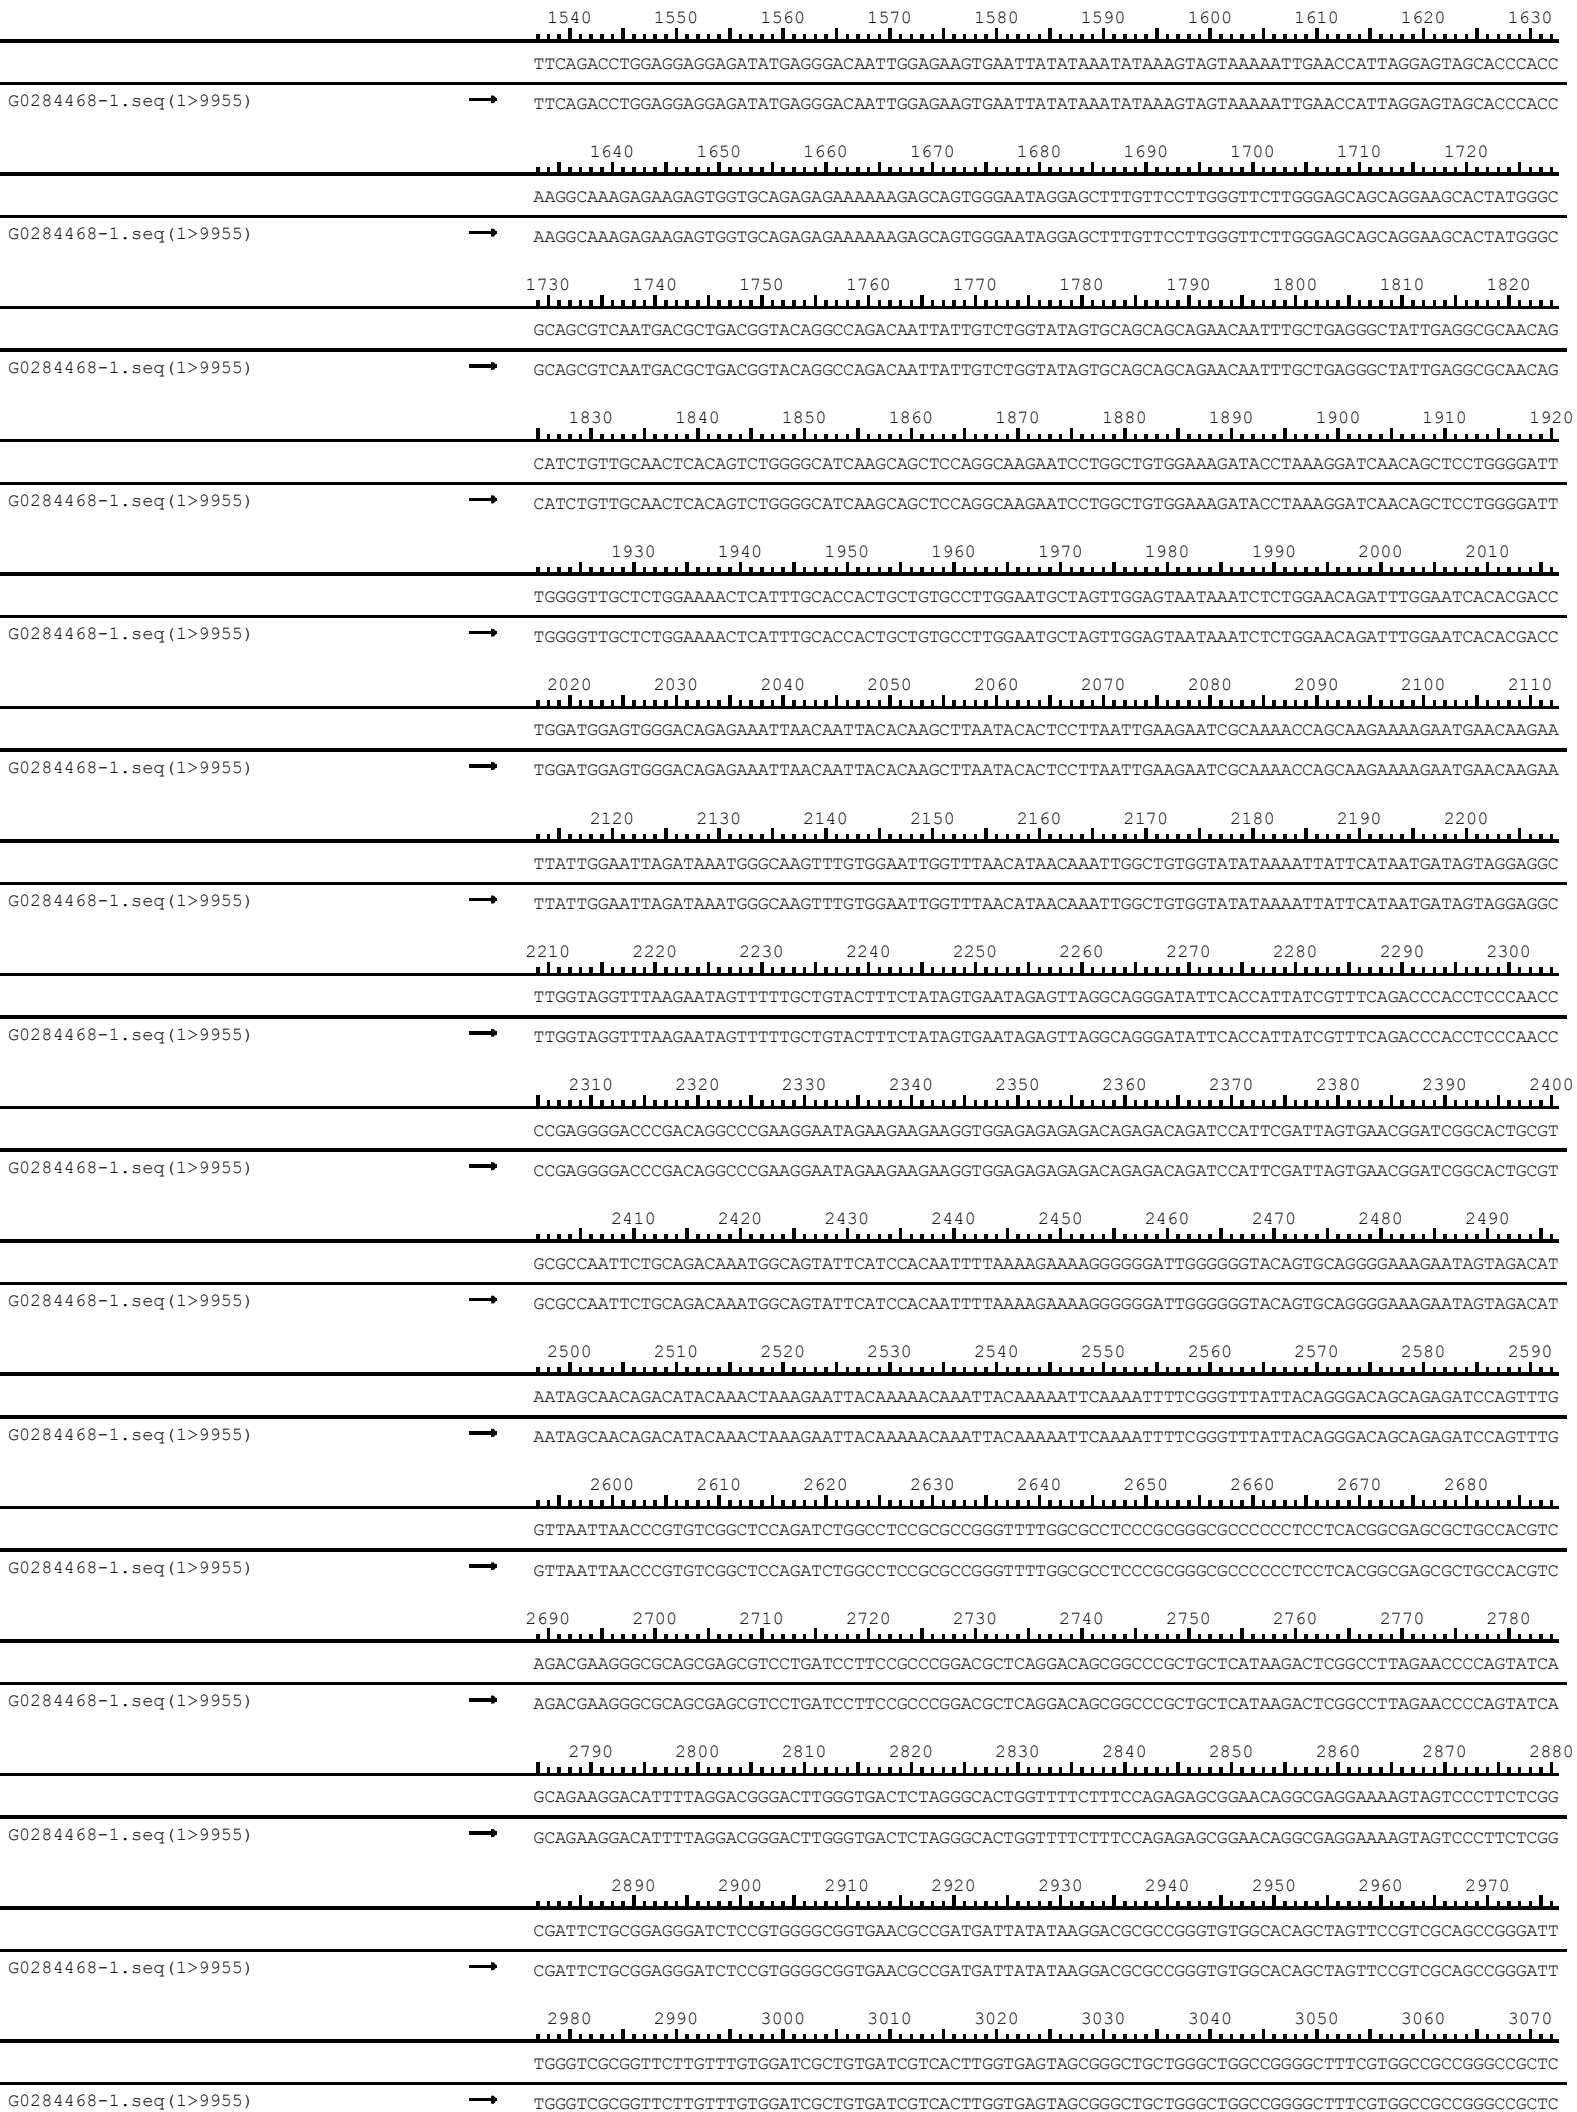 1540 1550 1560 1570 1580 1590 1600 1610 1620 1630
TTCAGACCTGGAGGAGGAGATATGAGGGACAATTGGAGAAGTGAATTATATAAATATAAAGTAGTAAAAATTGAACCATTAGGAGTAGCACCCACC
G0284468-1.seq(1>9955) → TTCAGACCTGGAGGAGGAGATATGAGGGACAATTGGAGAAGTGAATTATATAAATATAAAGTAGTAAAAATTGAACCATTAGGAGTAGCACCCACC
1640 1650 1660 1670 1680 1690 1700 1710 1720
AAGGCAAAGAGAAGAGTGGTGCAGAGAGAAAAAAGAGCAGTGGGAATAGGAGCTTTGTTCCTTGGGTTCTTGGGAGCAGCAGGAAGCACTATGGGC
G0284468-1.seq(1>9955) → AAGGCAAAGAGAAGAGTGGTGCAGAGAGAAAAAAGAGCAGTGGGAATAGGAGCTTTGTTCCTTGGGTTCTTGGGAGCAGCAGGAAGCACTATGGGC
1730 1740 1750 1760 1770 1780 1790 1800 1810 1820
GCAGCGTCAATGACGCTGACGGTACAGGCCAGACAATTATTGTCTGGTATAGTGCAGCAGCAGAACAATTTGCTGAGGGCTATTGAGGCGCAACAG
G0284468-1.seq(1>9955) → GCAGCGTCAATGACGCTGACGGTACAGGCCAGACAATTATTGTCTGGTATAGTGCAGCAGCAGAACAATTTGCTGAGGGCTATTGAGGCGCAACAG
1830 1840 1850 1860 1870 1880 1890 1900 1910 1920
CATCTGTTGCAACTCACAGTCTGGGGCATCAAGCAGCTCCAGGCAAGAATCCTGGCTGTGGAAAGATACCTAAAGGATCAACAGCTCCTGGGGATT
G0284468-1.seq(1>9955) → CATCTGTTGCAACTCACAGTCTGGGGCATCAAGCAGCTCCAGGCAAGAATCCTGGCTGTGGAAAGATACCTAAAGGATCAACAGCTCCTGGGGATT
1930 1940 1950 1960 1970 1980 1990 2000 2010
TGGGGTTGCTCTGGAAAACTCATTTGCACCACTGCTGTGCCTTGGAATGCTAGTTGGAGTAATAAATCTCTGGAACAGATTTGGAATCACACGACC
G0284468-1.seq(1>9955) → TGGGGTTGCTCTGGAAAACTCATTTGCACCACTGCTGTGCCTTGGAATGCTAGTTGGAGTAATAAATCTCTGGAACAGATTTGGAATCACACGACC
2020 2030 2040 2050 2060 2070 2080 2090 2100 2110
TGGATGGAGTGGGACAGAGAAATTAACAATTACACAAGCTTAATACACTCCTTAATTGAAGAATCGCAAAACCAGCAAGAAAAGAATGAACAAGAA
G0284468-1.seq(1>9955) → TGGATGGAGTGGGACAGAGAAATTAACAATTACACAAGCTTAATACACTCCTTAATTGAAGAATCGCAAAACCAGCAAGAAAAGAATGAACAAGAA
2120 2130 2140 2150 2160 2170 2180 2190 2200
TTATTGGAATTAGATAAATGGGCAAGTTTGTGGAATTGGTTTAACATAACAAATTGGCTGTGGTATATAAAATTATTCATAATGATAGTAGGAGGC
G0284468-1.seq(1>9955) → TTATTGGAATTAGATAAATGGGCAAGTTTGTGGAATTGGTTTAACATAACAAATTGGCTGTGGTATATAAAATTATTCATAATGATAGTAGGAGGC
2210 2220 2230 2240 2250 2260 2270 2280 2290 2300
TTGGTAGGTTTAAGAATAGTTTTTGCTGTACTTTCTATAGTGAATAGAGTTAGGCAGGGATATTCACCATTATCGTTTCAGACCCACCTCCCAACC
G0284468-1.seq(1>9955) → TTGGTAGGTTTAAGAATAGTTTTTGCTGTACTTTCTATAGTGAATAGAGTTAGGCAGGGATATTCACCATTATCGTTTCAGACCCACCTCCCAACC
2310 2320 2330 2340 2350 2360 2370 2380 2390 2400
CCGAGGGGACCCGACAGGCCCGAAGGAATAGAAGAAGAAGGTGGAGAGAGAGACAGAGACAGATCCATTCGATTAGTGAACGGATCGGCACTGCGT
G0284468-1.seq(1>9955) → CCGAGGGGACCCGACAGGCCCGAAGGAATAGAAGAAGAAGGTGGAGAGAGAGACAGAGACAGATCCATTCGATTAGTGAACGGATCGGCACTGCGT
2410 2420 2430 2440 2450 2460 2470 2480 2490
GCGCCAATTCTGCAGACAAATGGCAGTATTCATCCACAATTTTAAAAGAAAAGGGGGGATTGGGGGGTACAGTGCAGGGGAAAGAATAGTAGACAT
G0284468-1.seq(1>9955) → GCGCCAATTCTGCAGACAAATGGCAGTATTCATCCACAATTTTAAAAGAAAAGGGGGGATTGGGGGGTACAGTGCAGGGGAAAGAATAGTAGACAT
2500 2510 2520 2530 2540 2550 2560 2570 2580 2590
AATAGCAACAGACATACAAACTAAAGAATTACAAAAACAAATTACAAAAATTCAAAATTTTCGGGTTTATTACAGGGACAGCAGAGATCCAGTTTG
G0284468-1.seq(1>9955) → AATAGCAACAGACATACAAACTAAAGAATTACAAAAACAAATTACAAAAATTCAAAATTTTCGGGTTTATTACAGGGACAGCAGAGATCCAGTTTG
2600 2610 2620 2630 2640 2650 2660 2670 2680
GTTAATTAACCCGTGTCGGCTCCAGATCTGGCCTCCGCGCCGGGTTTTGGCGCCTCCCGCGGGCGCCCCCCTCCTCACGGCGAGCGCTGCCACGTC
G0284468-1.seq(1>9955) → GTTAATTAACCCGTGTCGGCTCCAGATCTGGCCTCCGCGCCGGGTTTTGGCGCCTCCCGCGGGCGCCCCCCTCCTCACGGCGAGCGCTGCCACGTC
2690 2700 2710 2720 2730 2740 2750 2760 2770 2780
AGACGAAGGGCGCAGCGAGCGTCCTGATCCTTCCGCCCGGACGCTCAGGACAGCGGCCCGCTGCTCATAAGACTCGGCCTTAGAACCCCAGTATCA
G0284468-1.seq(1>9955) → AGACGAAGGGCGCAGCGAGCGTCCTGATCCTTCCGCCCGGACGCTCAGGACAGCGGCCCGCTGCTCATAAGACTCGGCCTTAGAACCCCAGTATCA
2790 2800 2810 2820 2830 2840 2850 2860 2870 2880
GCAGAAGGACATTTTAGGACGGGACTTGGGTGACTCTAGGGCACTGGTTTTCTTTCCAGAGAGCGGAACAGGCGAGGAAAAGTAGTCCCTTCTCGG
G0284468-1.seq(1>9955) → GCAGAAGGACATTTTAGGACGGGACTTGGGTGACTCTAGGGCACTGGTTTTCTTTCCAGAGAGCGGAACAGGCGAGGAAAAGTAGTCCCTTCTCGG
2890 2900 2910 2920 2930 2940 2950 2960 2970
CGATTCTGCGGAGGGATCTCCGTGGGGCGGTGAACGCCGATGATTATATAAGGACGCGCCGGGTGTGGCACAGCTAGTTCCGTCGCAGCCGGGATT
G0284468-1.seq(1>9955) → CGATTCTGCGGAGGGATCTCCGTGGGGCGGTGAACGCCGATGATTATATAAGGACGCGCCGGGTGTGGCACAGCTAGTTCCGTCGCAGCCGGGATT
2980 2990 3000 3010 3020 3030 3040 3050 3060 3070
TGGGTCGCGGTTCTTGTTTGTGGATCGCTGTGATCGTCACTTGGTGAGTAGCGGGCTGCTGGGCTGGCCGGGGCTTTCGTGGCCGCCGGGCCGCTC
G0284468-1.seq(1>9955) → TGGGTCGCGGTTCTTGTTTGTGGATCGCTGTGATCGTCACTTGGTGAGTAGCGGGCTGCTGGGCTGGCCGGGGCTTTCGTGGCCGCCGGGCCGCTC